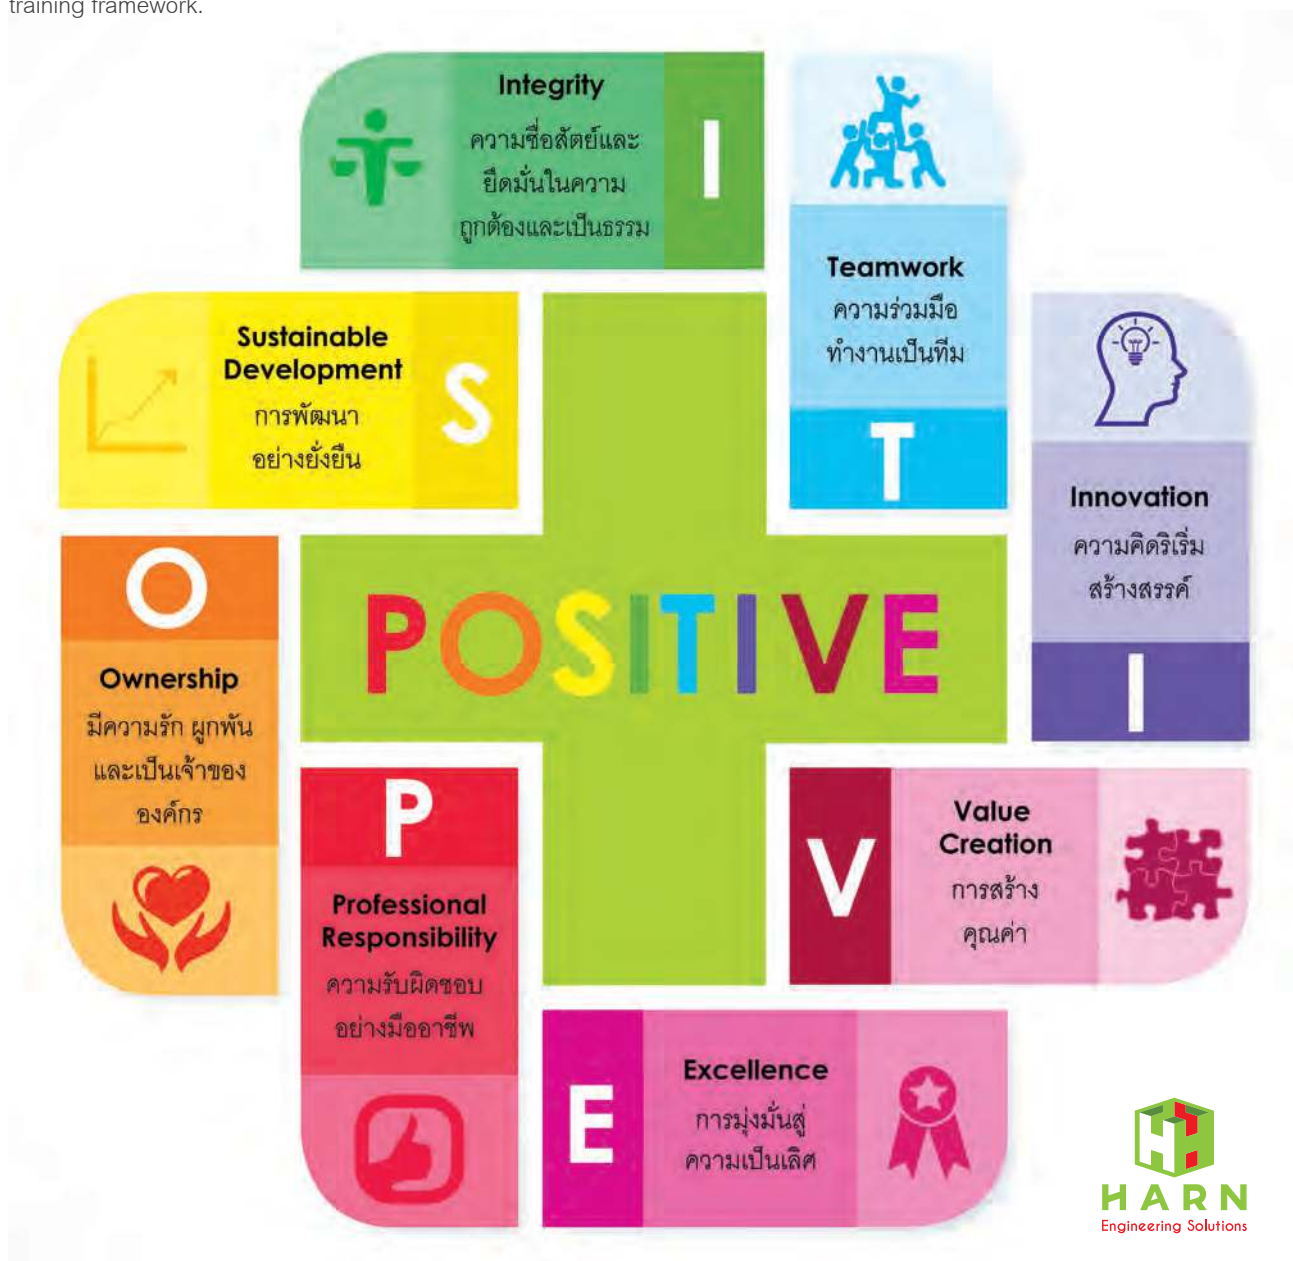 training framework.
Integrity
ความซื่อสัตย์และ
ยึดมั่นในความ
ถูกต้องและเป็นธรรม
I
Teamwork
ความร่วมมือ
ทำงานเป็นทีม
T
Sustainable
Development
การพัฒนา
อย่างยั่งยืน
S
Innovation
ความคิดริเริ่ม
สร้างสรรค์
I
O
Ownership
มีความรัก ผูกพัน
และเป็นเจ้าของ
องค์กร
POSITIVE
P
Professional
Responsibility
ความรับผิดชอบ
อย่างมืออาชีพ
V
Value
Creation
การสร้าง
คุณค่า
E
Excellence
การมุ่งมั่นสู่
ความเป็นเลิศ
HARN
Engineering Solutions